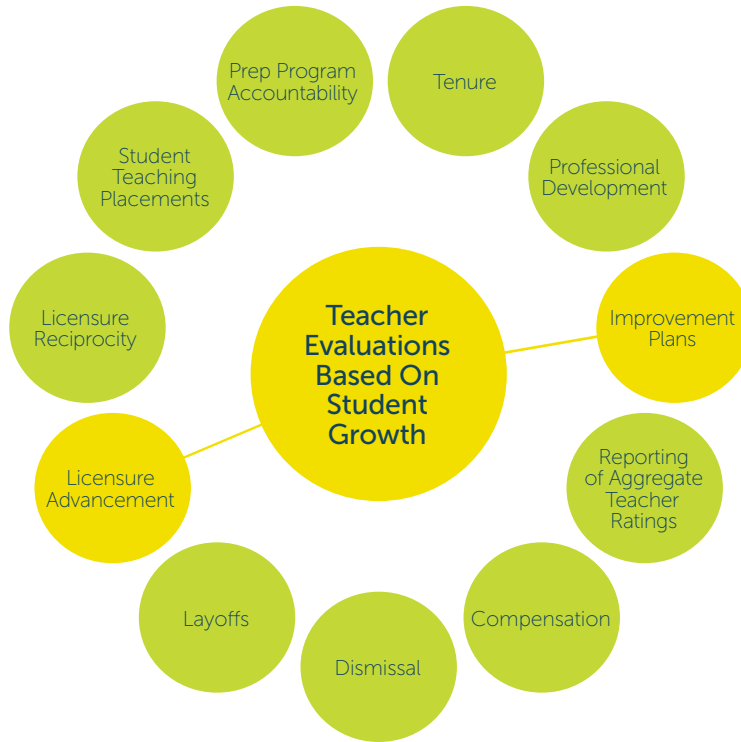 Prep Program
Accountability
Tenure
Student
Teaching
Placements
Professional
Development
Licensure
Reciprocity
Teacher
Evaluations
Based On
Student
Growth
Improvement
Plans
Licensure
Advancement
Reporting
of Aggregate
Teacher
Ratings
Layoffs
Compensation
Dismissal